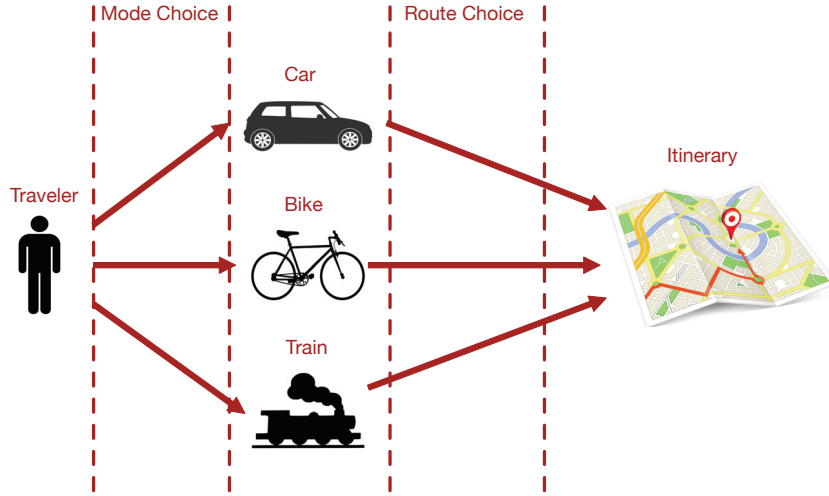 Mode Choice
Route Choice
Car
Itinerary
Traveler
Bike
Train